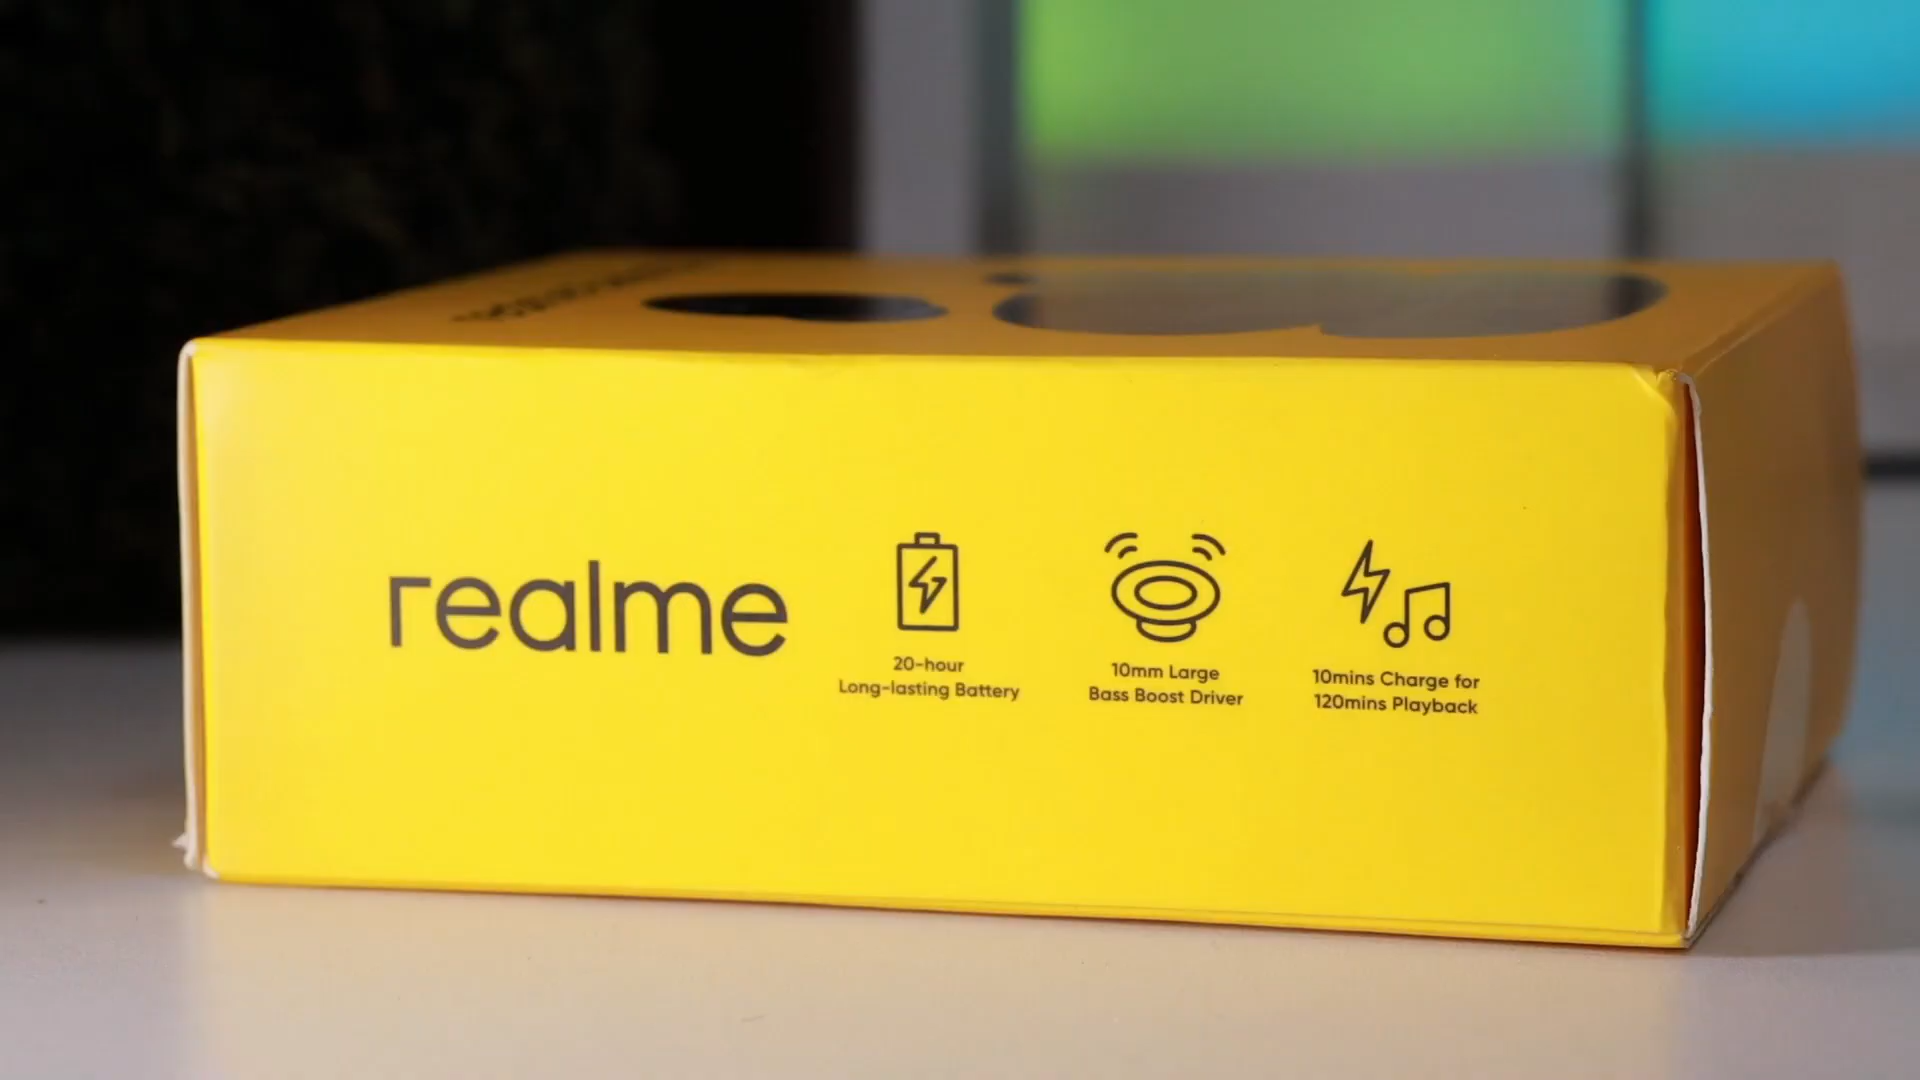 realme
20-hour
Long-lasting Battery
10mm Large
Bass Boost Driver
10mins Charge for
120mins Playback